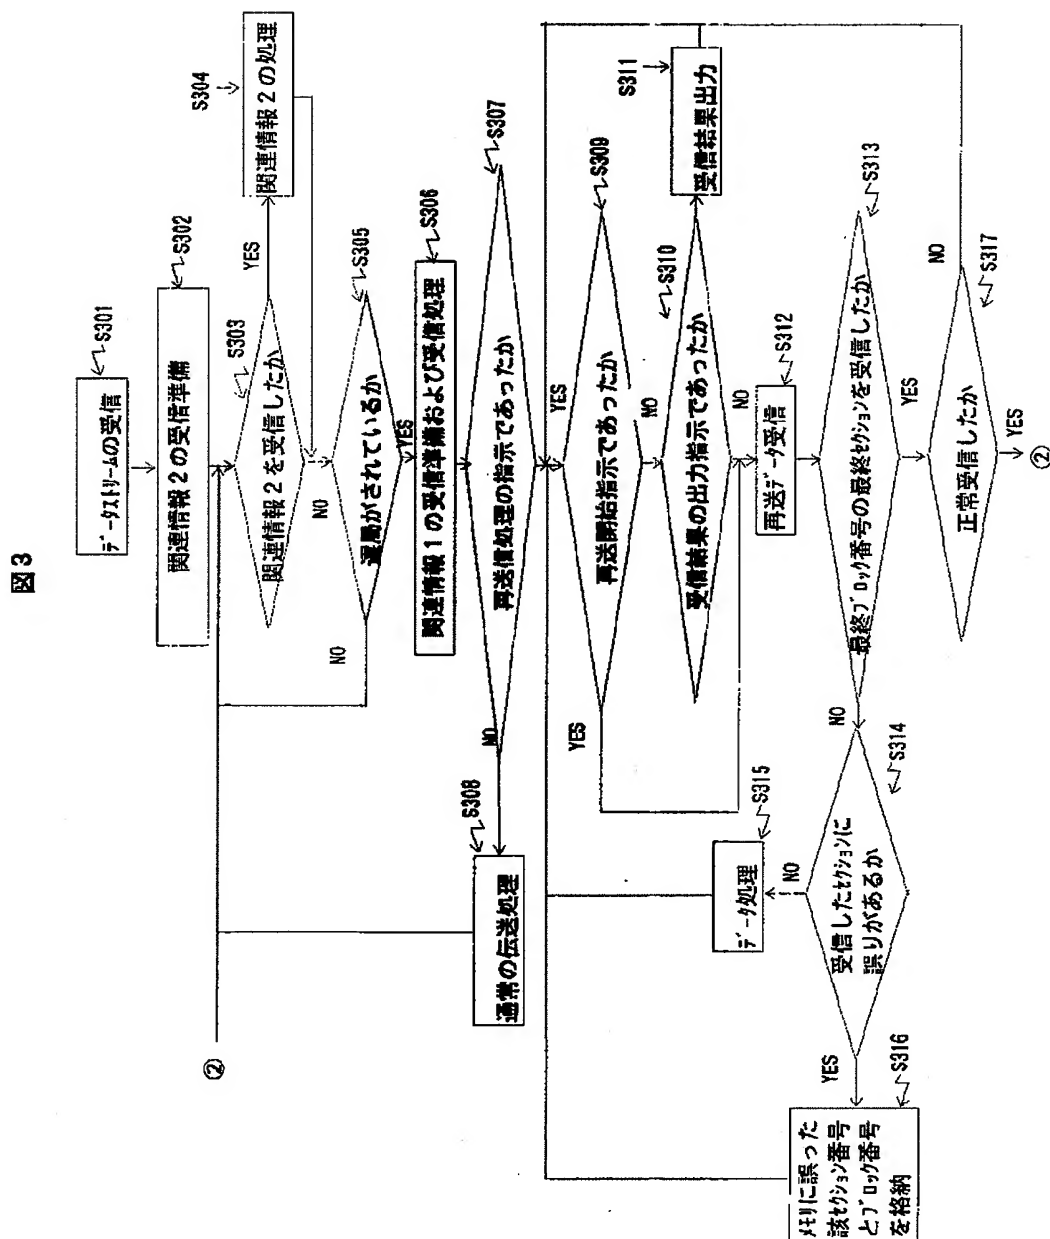 図3
データストリームの受信
S301
関連情報2の受信準備
S302
関連情報2を受信したか
S303
YES
NO
関連情報2の処理
S304
選局がされているか
S305
YES
NO
関連情報1の受信準備および受信処理
S306
再送信処理の指示であったか
S307
YES
NO
通常の伝送処理
S308
再送開始指示であったか
S309
YES
NO
受信結果の出力指示であったか
S310
NO
受信結果出力
S311
再送データ受信
S312
最終ブロック番号の最終セクションを受信したか
S313
YES
NO
受信したセクションに
誤りがあるか
S314
NO
YES
データ処理
S315
メモリに誤った
該セクション番号
とブロック番号
を格納
S316
正常受信したか
S317
NO
YES
②
②